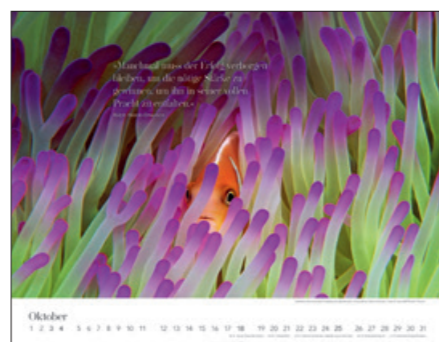 »Manchmal muss der Erfolg verborgen
bleiben, um die nötige Stärke zu
gewinnen, um ihn in seiner vollen
Pracht zu entfalten.«
Oktober
1 2 3 4 5 6 7 8 9 10 11 12 13 14 15 16 17 18 19 20 21 22 23 24 25 26 27 28 29 30 31